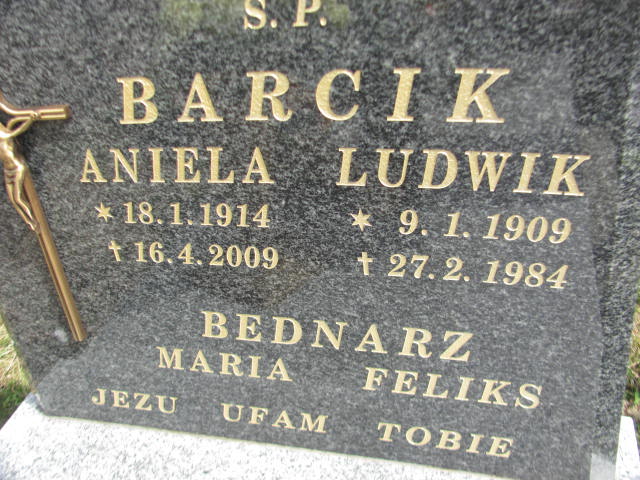 S. P.
BARCIK
ANIELA LUDWIK
* 18.1.1914 * 9.1.1909
† 16.4.2009 † 27.2.1984
BEDNARZ
MARIA FELIKS
JEZU UFAM TOBIE